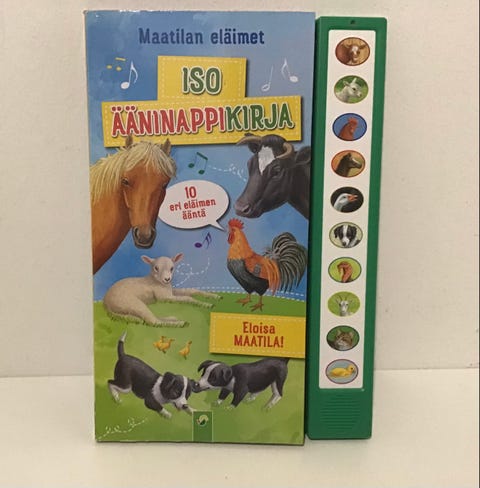 Maatilan eläimet
ISO
ÄÄNINAPPIKIRJA
10
eri eläimen
ääntä
Eloisa
MAATILA!